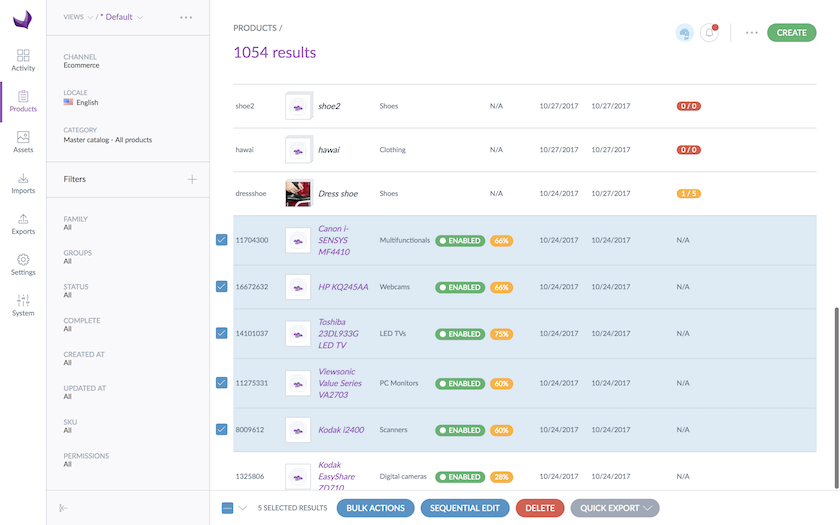 VIEWS / * Default
Activity
Products
Assets
Imports
Exports
Settings
System
CHANNEL
Ecommerce
LOCALE
English
CATEGORY
Master catalog - All products
Filters
FAMILY
All
GROUPS
All
STATUS
All
COMPLETE
All
CREATED AT
All
UPDATED AT
All
SKU
All
PERMISSIONS
All
PRODUCTS /
1054 results
CREATE
shoe2 shoe2 Shoes N/A 10/27/2017 10/27/2017 0 / 0
hawai hawai Clothing N/A 10/27/2017 10/27/2017 0 / 0
dressshoe Dress shoe Shoes N/A 10/24/2017 10/27/2017 1 / 5
11704300 Canon i-
SENSYS
MF4410 Multifunctionals ENABLED 66% 10/24/2017 10/24/2017 N/A
16672632 HP KQ245AA Webcams ENABLED 66% 10/24/2017 10/24/2017 N/A
14101037 Toshiba
23DL933G
LED TV LED TVs ENABLED 75% 10/24/2017 10/24/2017 N/A
11275331 Viewsonic
Value Series
VA2703 PC Monitors ENABLED 60% 10/24/2017 10/24/2017 N/A
8009612 Kodak i2400 Scanners ENABLED 60% 10/24/2017 10/24/2017 N/A
1325806 Kodak
EasyShare
ZD710 Digital cameras ENABLED 28% 10/24/2017 10/24/2017 N/A
5 SELECTED RESULTS BULK ACTIONS SEQUENTIAL EDIT DELETE QUICK EXPORT